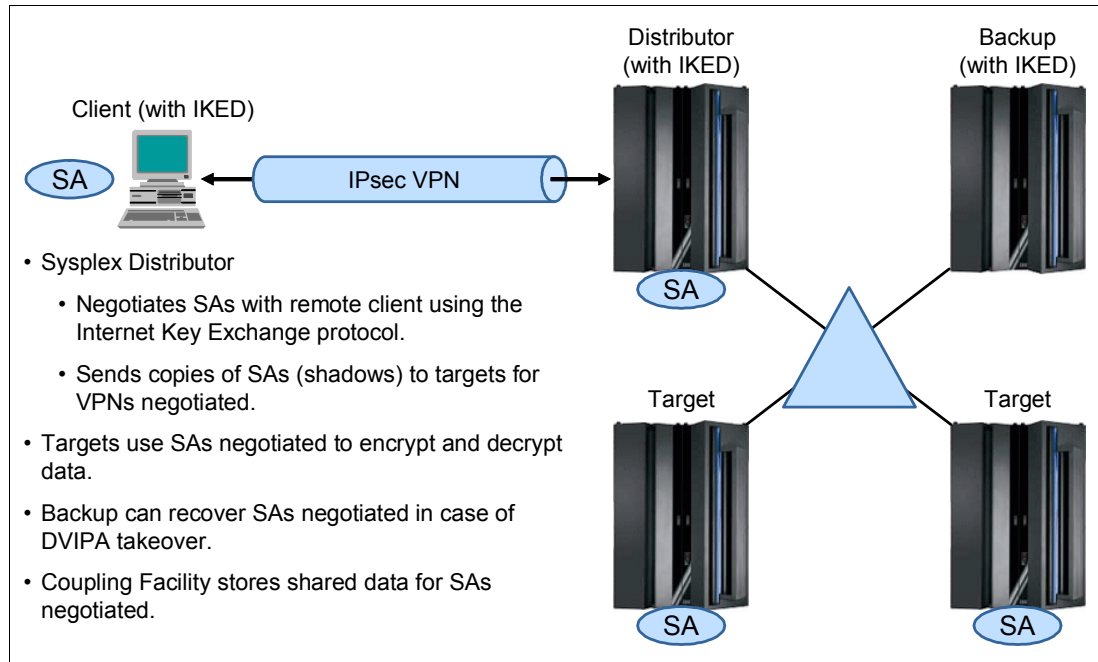 Distributor
(with IKED)
Backup
(with IKED)
Client (with IKED)
SA
IPsec VPN
• Sysplex Distributor
• Negotiates SAs with remote client using the
Internet Key Exchange protocol.
• Sends copies of SAs (shadows) to targets for
VPNs negotiated.
• Targets use SAs negotiated to encrypt and decrypt
data.
• Backup can recover SAs negotiated in case of
DVIPA takeover.
• Coupling Facility stores shared data for SAs
negotiated.
SA
Target
Target
SA
SA